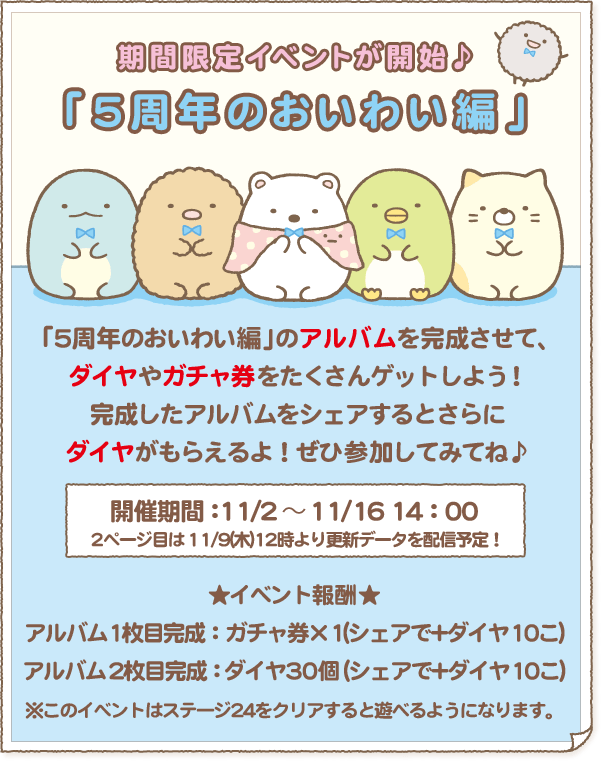 期間限定イベントが開始♪
「5周年のおいわい編」
「5周年のおいわい編」のアルバムを完成させて、
ダイヤやガチャ券をたくさんゲットしよう！
完成したアルバムをシェアするとさらに
ダイヤがもらえるよ！ぜひ参加してみてね♪
開催期間：11/2 ～ 11/16 14：00
2ページ目は 11/9(木)12時より更新データを配信予定！
★イベント報酬★
アルバム1枚目完成：ガチャ券×1(シェアで+ダイヤ10こ)
アルバム2枚目完成：ダイヤ30個(シェアで+ダイヤ10こ)
※このイベントはステージ24をクリアすると遊べるようになります。